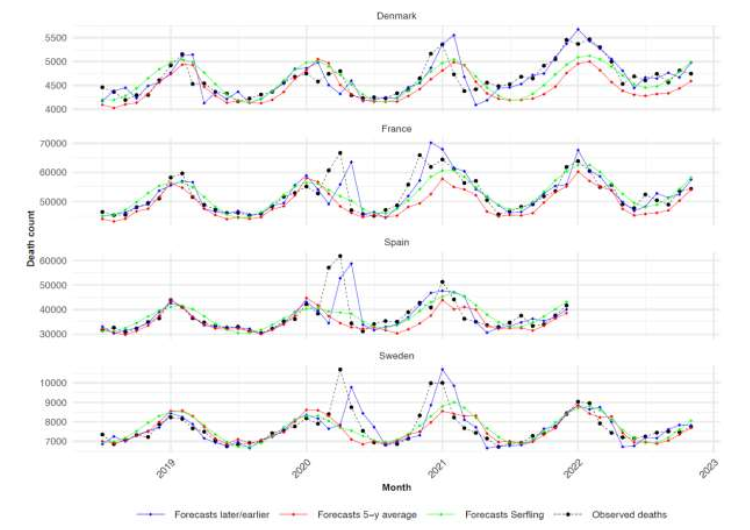 Denmark
5500
5000
4500
4000
France
70000
60000
50000
Spain
60000
50000
40000
30000
Sweden
10000
9000
8000
7000
Death count
2019
2020
2021
2022
2023
Month
Forecasts later/earlier Forecasts 5-y average Forecasts Serfling Observed deaths